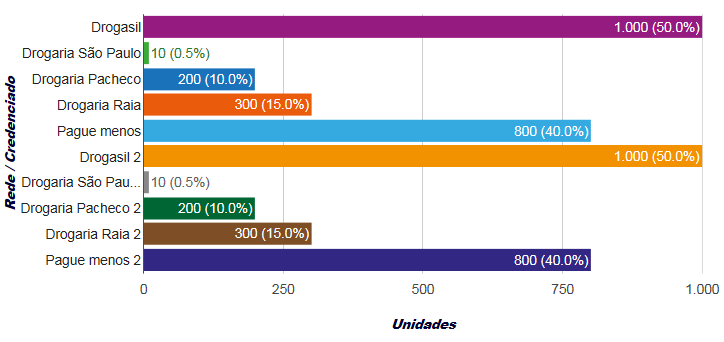 Rede / Credenciado
Drogasil 1.000 (50.0%)
Drogaria São Paulo 10 (0.5%)
Drogaria Pacheco 200 (10.0%)
Drogaria Raia 300 (15.0%)
Pague menos 800 (40.0%)
Drogasil 2 1.000 (50.0%)
Drogaria São Pau... 10 (0.5%)
Drogaria Pacheco 2 200 (10.0%)
Drogaria Raia 2 300 (15.0%)
Pague menos 2 800 (40.0%)
0 250 500 750 1.000
Unidades